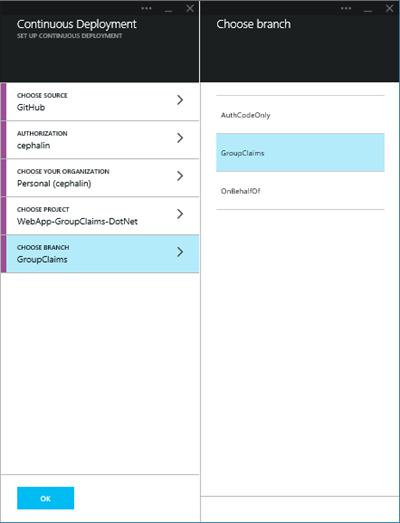 Continuous Deployment
SET UP CONTINUOUS DEPLOYMENT
CHOOSE SOURCE
GitHub
AUTHORIZATION
cephalin
CHOOSE YOUR ORGANIZATION
Personal (cephalin)
CHOOSE PROJECT
WebApp-GroupClaims-DotNet
CHOOSE BRANCH
GroupClaims
OK
Choose branch
AuthCodeOnly
GroupClaims
OnBehalfOf